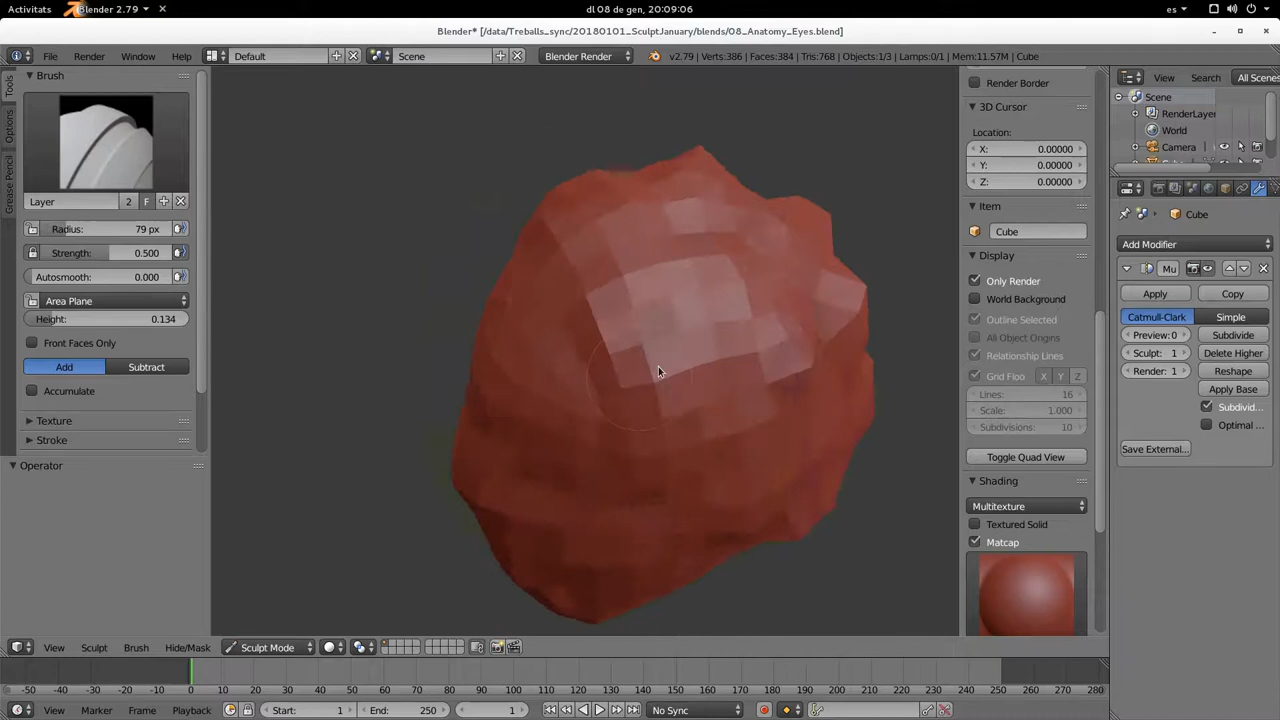 Activitats Blender 2.79 dl 08 de gen, 20:09:06 es
Blender* [/data/Treballs_sync/20180101_SculptJanuary/blends/08_Anatomy_Eyes.blend]
File Render Window Help Default Scene Blender Render v2.79 | Verts:386 | Faces:384 | Tris:768 | Objects:1/3 | Lamps:0/1 | Mem:11.57M | Cube
View Search All Scenes
Tools
Options
Grease Pencil
Brush
Layer 2 F
Radius: 79 px
Strength: 0.500
Autosmooth: 0.000
Area Plane
Height: 0.134
Front Faces Only
Add Subtract
Accumulate
Texture
Stroke
Operator
Render Border
3D Cursor
Location:
X: 0.00000
Y: 0.00000
Z: 0.00000
Item
Cube
Display
Only Render
World Background
Outline Selected
All Object Origins
Relationship Lines
Grid Floo X Y Z
Lines: 16
Scale: 1.000
Subdivisions: 10
Toggle Quad View
Shading
Multitexture
Textured Solid
Matcap
Scene
RenderLayer
World
Camera
Cube
Add Modifier
Mu
Apply Copy
Catmull-Clark Simple
Preview: 0 Subdivide
Sculpt: 1 Delete Higher
Render: 1 Reshape
Apply Base
Subdivid...
Optimal ...
Save External...
View Sculpt Brush Hide/Mask Sculpt Mode
-50 -40 -30 -20 -10 0 10 20 30 40 50 60 70 80 90 100 110 120 130 140 150 160 170 180 190 200 210 220 230 240 250 260 270 280
View Marker Frame Playback Start: 1 End: 250 1 No Sync